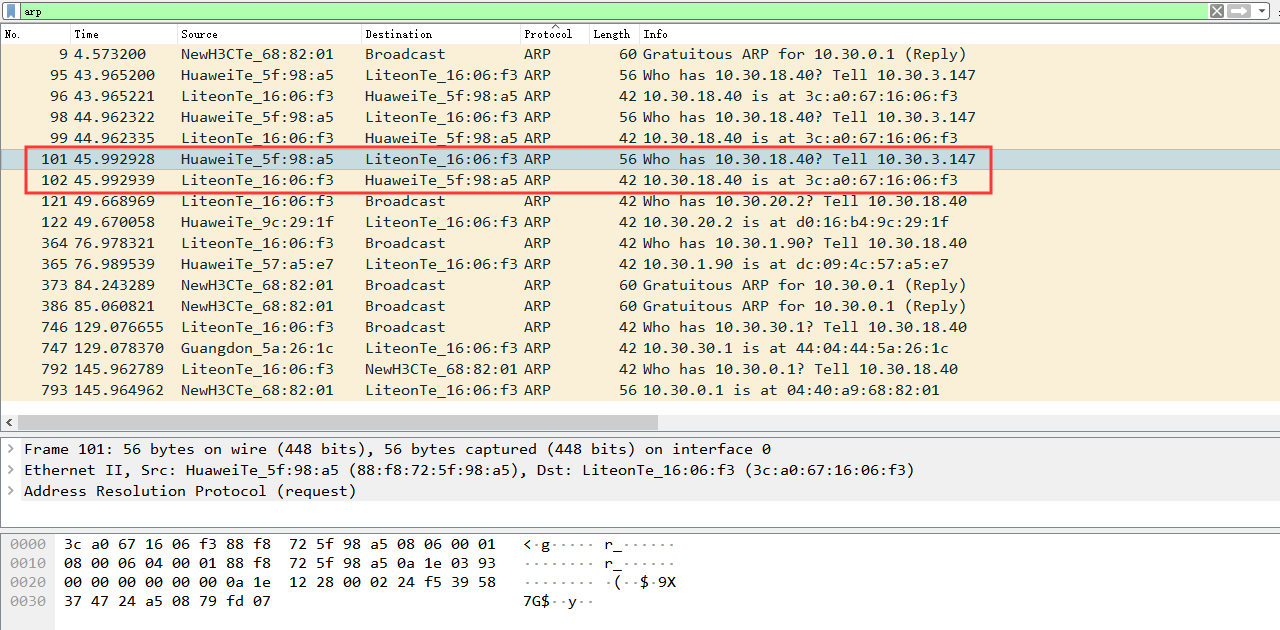 arp
No. Time Source Destination Protocol Length Info
9 4.573200 NewH3CTe_68:82:01 Broadcast ARP 60 Gratuitous ARP for 10.30.0.1 (Reply)
95 43.965200 HuaweiTe_5f:98:a5 LiteonTe_16:06:f3 ARP 56 Who has 10.30.18.40? Tell 10.30.3.147
96 43.965221 LiteonTe_16:06:f3 HuaweiTe_5f:98:a5 ARP 42 10.30.18.40 is at 3c:a0:67:16:06:f3
98 44.962322 HuaweiTe_5f:98:a5 LiteonTe_16:06:f3 ARP 56 Who has 10.30.18.40? Tell 10.30.3.147
99 44.962335 LiteonTe_16:06:f3 HuaweiTe_5f:98:a5 ARP 42 10.30.18.40 is at 3c:a0:67:16:06:f3
101 45.992928 HuaweiTe_5f:98:a5 LiteonTe_16:06:f3 ARP 56 Who has 10.30.18.40? Tell 10.30.3.147
102 45.992939 LiteonTe_16:06:f3 HuaweiTe_5f:98:a5 ARP 42 10.30.18.40 is at 3c:a0:67:16:06:f3
121 49.668969 LiteonTe_16:06:f3 Broadcast ARP 42 Who has 10.30.20.2? Tell 10.30.18.40
122 49.670058 HuaweiTe_9c:29:1f LiteonTe_16:06:f3 ARP 42 10.30.20.2 is at d0:16:b4:9c:29:1f
364 76.978321 LiteonTe_16:06:f3 Broadcast ARP 42 Who has 10.30.1.90? Tell 10.30.18.40
365 76.989539 HuaweiTe_57:a5:e7 LiteonTe_16:06:f3 ARP 42 10.30.1.90 is at dc:09:4c:57:a5:e7
373 84.243289 NewH3CTe_68:82:01 Broadcast ARP 60 Gratuitous ARP for 10.30.0.1 (Reply)
386 85.060821 NewH3CTe_68:82:01 Broadcast ARP 60 Gratuitous ARP for 10.30.0.1 (Reply)
746 129.076655 LiteonTe_16:06:f3 Broadcast ARP 42 Who has 10.30.30.1? Tell 10.30.18.40
747 129.078370 Guangdon_5a:26:1c LiteonTe_16:06:f3 ARP 42 10.30.30.1 is at 44:04:44:5a:26:1c
792 145.962789 LiteonTe_16:06:f3 NewH3CTe_68:82:01 ARP 42 Who has 10.30.0.1? Tell 10.30.18.40
793 145.964962 NewH3CTe_68:82:01 LiteonTe_16:06:f3 ARP 56 10.30.0.1 is at 04:40:a9:68:82:01
Frame 101: 56 bytes on wire (448 bits), 56 bytes captured (448 bits) on interface 0
Ethernet II, Src: HuaweiTe_5f:98:a5 (88:f8:72:5f:98:a5), Dst: LiteonTe_16:06:f3 (3c:a0:67:16:06:f3)
Address Resolution Protocol (request)
0000 3c a0 67 16 06 f3 88 f8 72 5f 98 a5 08 06 00 01 <·g····· r_······
0010 08 00 06 04 00 01 88 f8 72 5f 98 a5 0a 1e 03 93 ········ r_······
0020 00 00 00 00 00 00 0a 1e 12 28 00 02 24 f5 39 58 ········ ·(··$·9X
0030 37 47 24 a5 08 79 fd 07 7G$··y··